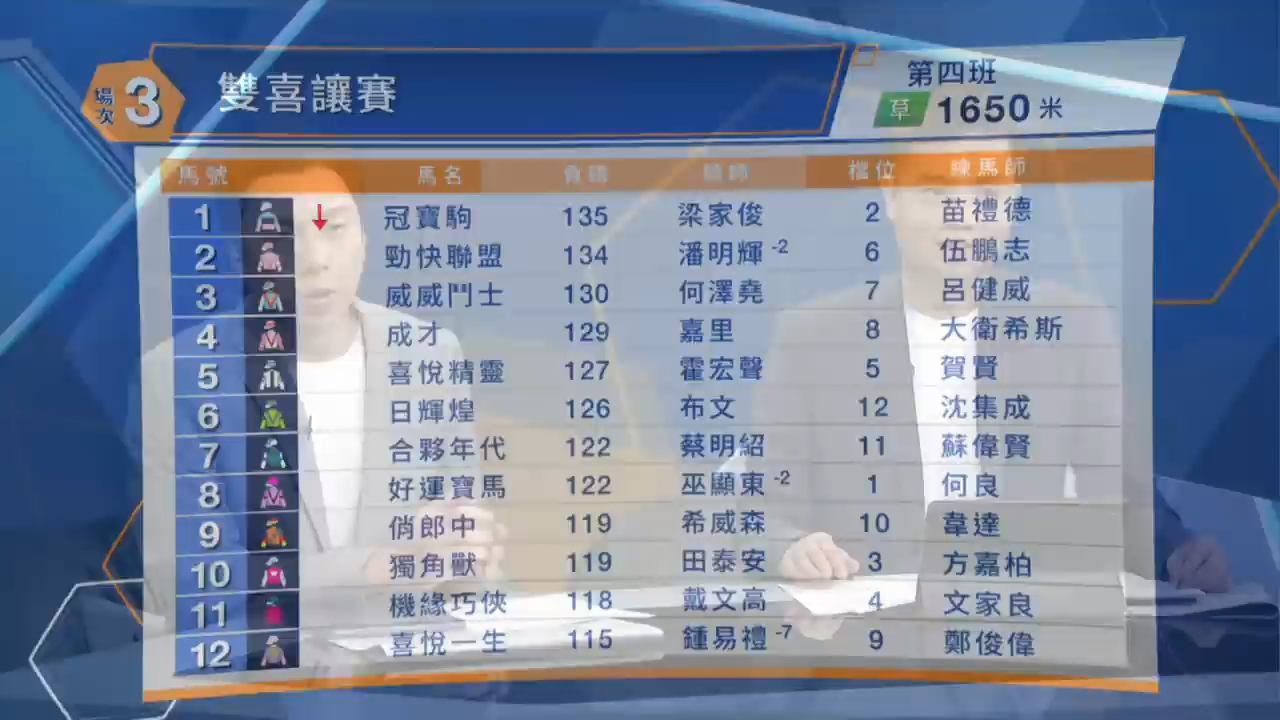 場次 3 雙喜讓賽
第四班
草 1650 米
馬號 馬名 負磅 騎師 檔位 練馬師
1 冠寶駒 135 梁家俊 2 苗禮德
2 勁快聯盟 134 潘明輝 -2 6 伍鵬志
3 威威鬥士 130 何澤堯 7 呂健威
4 成才 129 嘉里 8 大衛希斯
5 喜悅精靈 127 霍宏聲 5 賀賢
6 日輝煌 126 布文 12 沈集成
7 合夥年代 122 蔡明紹 11 蘇偉賢
8 好運寶馬 122 巫顯東 -2 1 何良
9 俏郎中 119 希威森 10 韋達
10 獨角獸 119 田泰安 3 方嘉柏
11 機緣巧俠 118 戴文高 4 文家良
12 喜悅一生 115 鍾易禮 -7 9 鄭俊偉